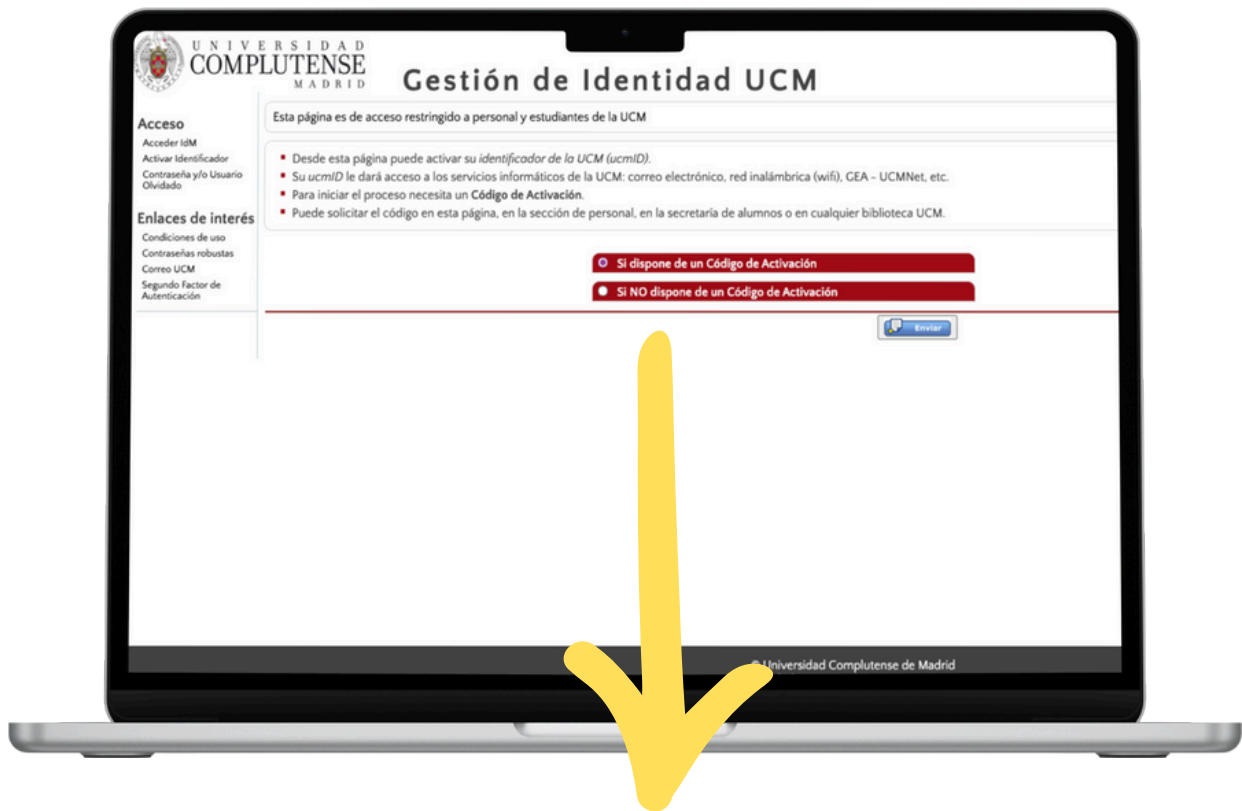 UNIVERSIDAD
COMPLUTENSE
MADRID
Gestión de Identidad UCM
Acceso
Acceder IdM
Activar Identificador
Contraseña y/o Usuario
Olvidado
Enlaces de interés
Condiciones de uso
Contraseñas robustas
Correo UCM
Segundo Factor de
Autenticación
Esta página es de acceso restringido a personal y estudiantes de la UCM
Desde esta página puede activar su identificador de la UCM (ucmID).
Su ucmID le dará acceso a los servicios informáticos de la UCM: correo electrónico, red inalámbrica (wifi), GEA - UCMNet, etc.
Para iniciar el proceso necesita un Código de Activación.
Puede solicitar el código en esta página, en la sección de personal, en la secretaría de alumnos o en cualquier biblioteca UCM.
Si dispone de un Código de Activación
Si NO dispone de un Código de Activación
Enviar
© Universidad Complutense de Madrid